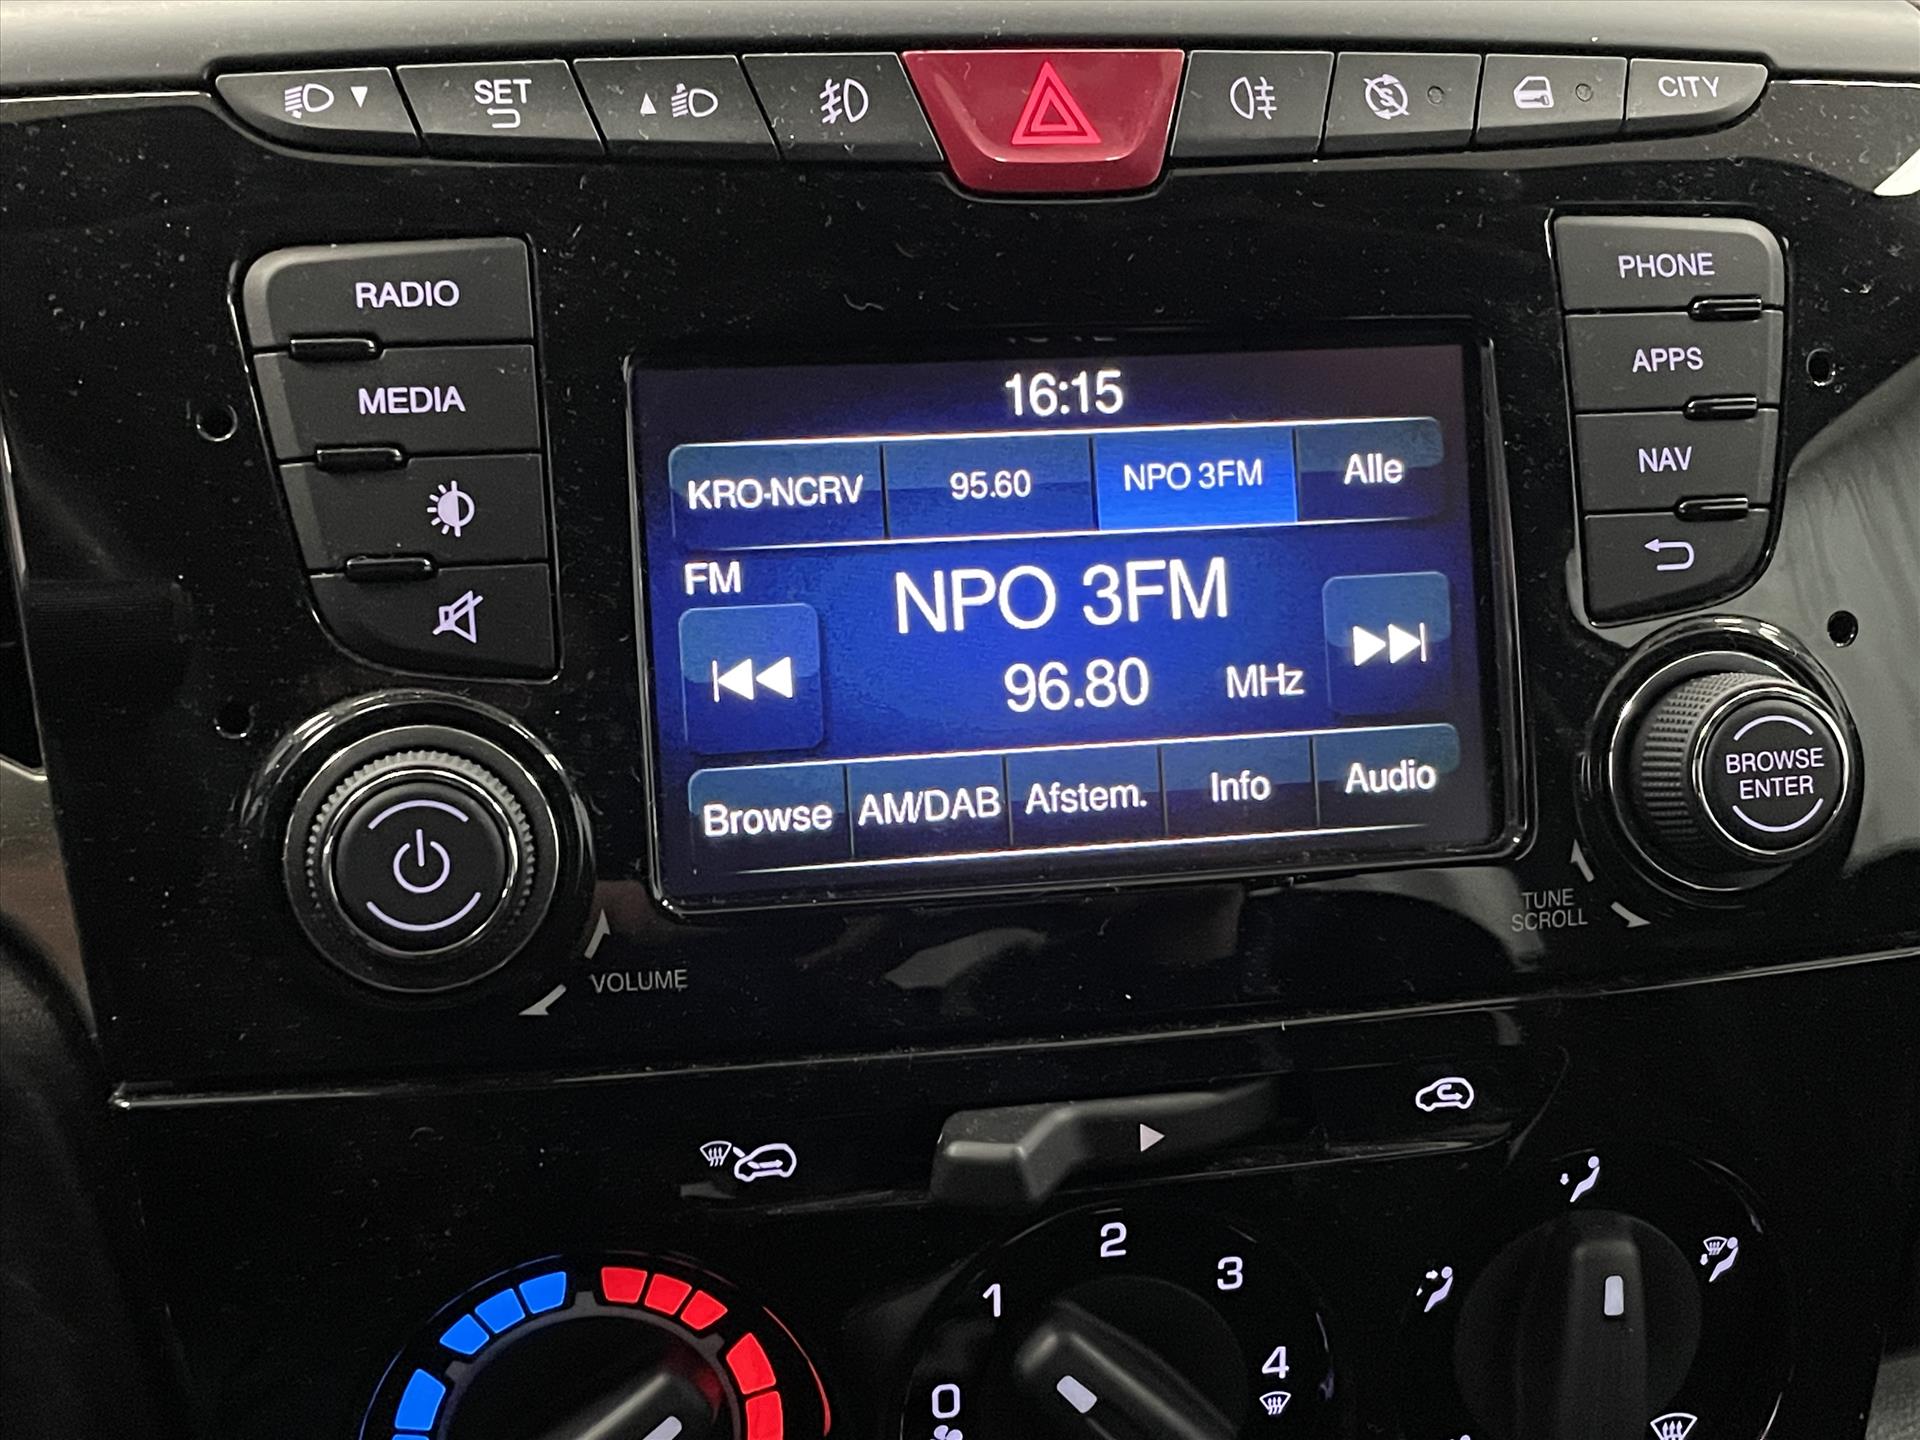 SET
CITY
RADIO
MEDIA
PHONE
APPS
NAV
16:15
KRO-NCRV
95.60
NPO 3FM
Alle
FM
NPO 3FM
96.80
MHz
Browse
AM/DAB
Afstem.
Info
Audio
BROWSE
ENTER
TUNE
SCROLL
VOLUME
0
1
2
3
4